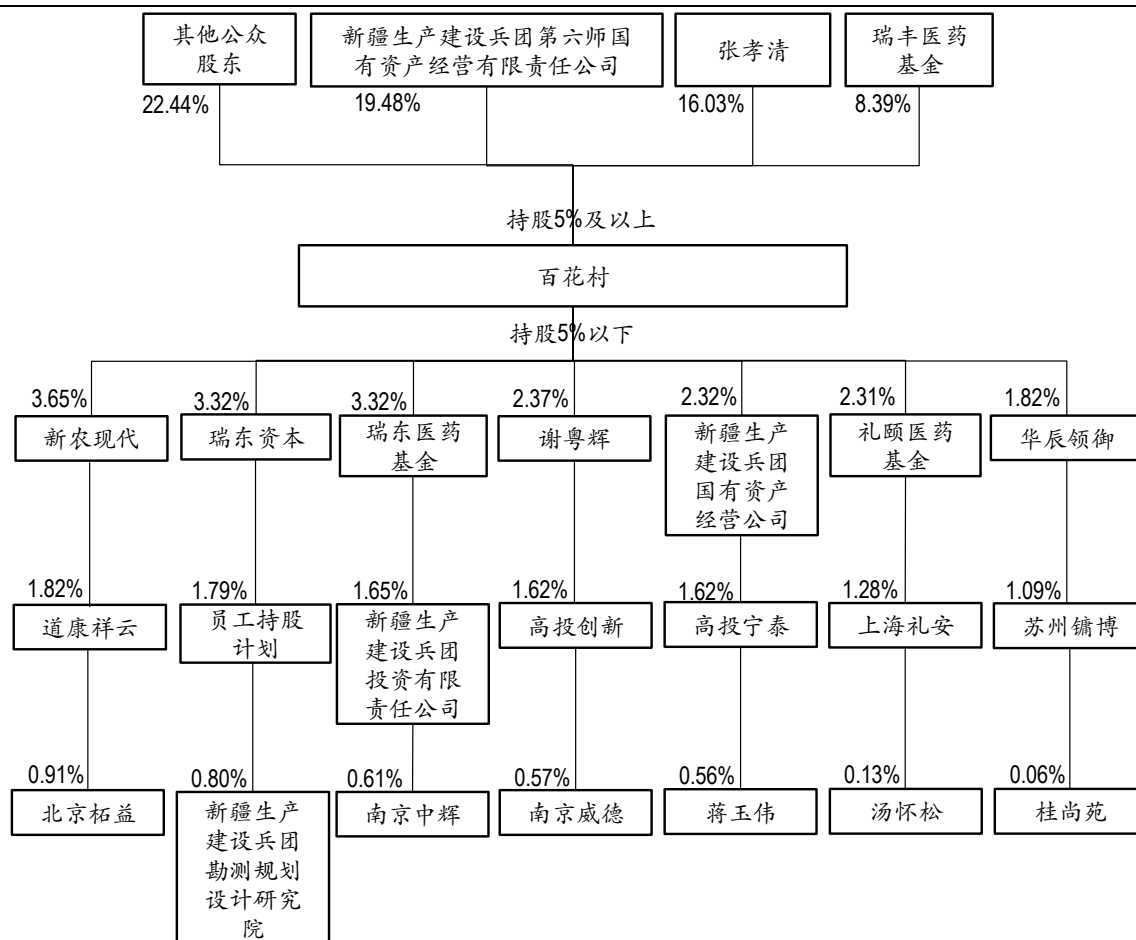 其他公众
股东
新疆生产建设兵团第六师国
有资产经营有限责任公司
张孝清
瑞丰医药
基金
22.44%
19.48%
16.03%
8.39%
持股5%及以上
百花村
持股5%以下
3.65%
3.32%
3.32%
2.37%
2.32%
2.31%
1.82%
新农现代
瑞东资本
瑞东医药
基金
谢粤辉
新疆生产
建设兵团
国有资产
经营公司
礼颐医药
基金
华辰领御
1.82%
1.79%
1.65%
1.62%
1.62%
1.28%
1.09%
道康祥云
员工持股
计划
新疆生产
建设兵团
投资有限
责任公司
高投创新
高投宁泰
上海礼安
苏州镛博
0.91%
0.80%
0.61%
0.57%
0.56%
0.13%
0.06%
北京柘益
新疆生产
建设兵团
勘测规划
设计研究
院
南京中辉
南京威德
蒋玉伟
汤怀松
桂尚苑